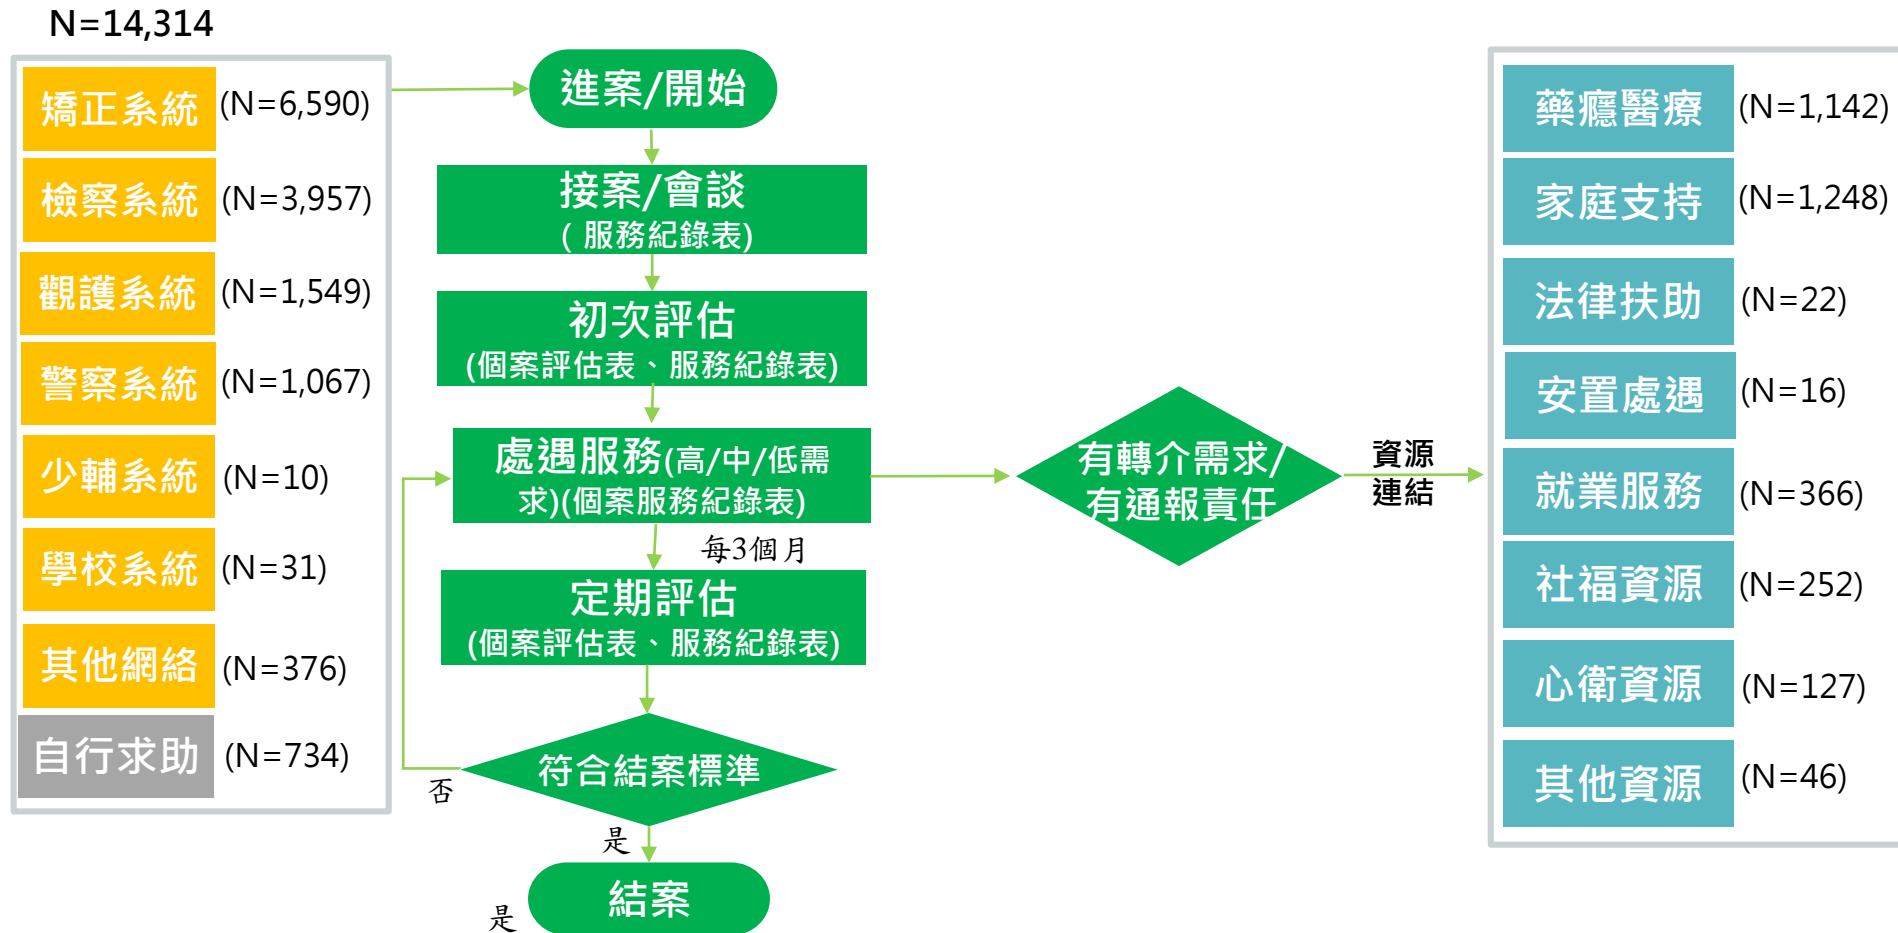 N=14,314
矯正系統 (N=6,590)
檢察系統 (N=3,957)
觀護系統 (N=1,549)
警察系統 (N=1,067)
少輔系統 (N=10)
學校系統 (N=31)
其他網絡 (N=376)
自行求助 (N=734)
進案/開始
接案/會談
( 服務紀錄表)
初次評估
(個案評估表、服務紀錄表)
處遇服務(高/中/低需
求)(個案服務紀錄表)
每3個月
定期評估
(個案評估表、服務紀錄表)
符合結案標準
否
是
結案
是
有轉介需求/
有通報責任
資源
連結
藥癮醫療 (N=1,142)
家庭支持 (N=1,248)
法律扶助 (N=22)
安置處遇 (N=16)
就業服務 (N=366)
社福資源 (N=252)
心衛資源 (N=127)
其他資源 (N=46)